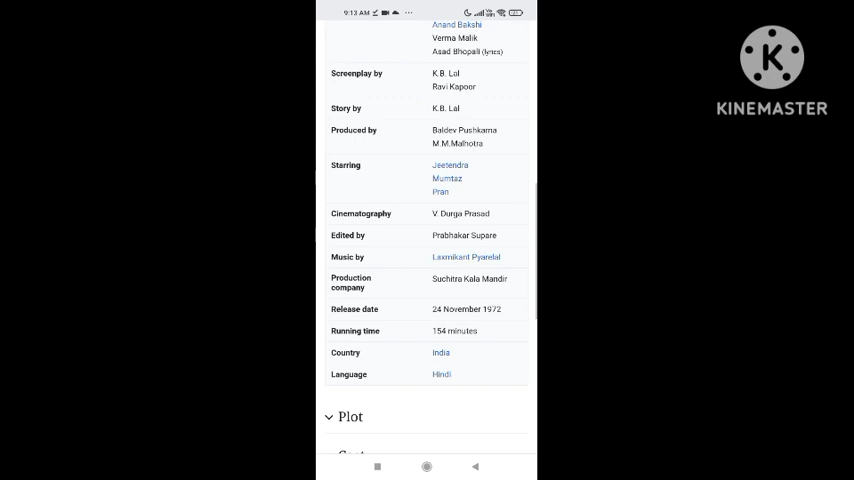 9:13 AM
Anand Bakshi
Verma Malik
Asad Bhopali (lyrics)
Screenplay by K.B. Lal
Ravi Kapoor
Story by K.B. Lal
Produced by Baldev Pushkarna
M.M.Malhotra
Starring Jeetendra
Mumtaz
Pran
Cinematography V. Durga Prasad
Edited by Prabhakar Supare
Music by Laxmikant Pyarelal
Production
company
Suchitra Kala Mandir
Release date 24 November 1972
Running time 154 minutes
Country India
Language Hindi
Plot
K
KINEMASTER